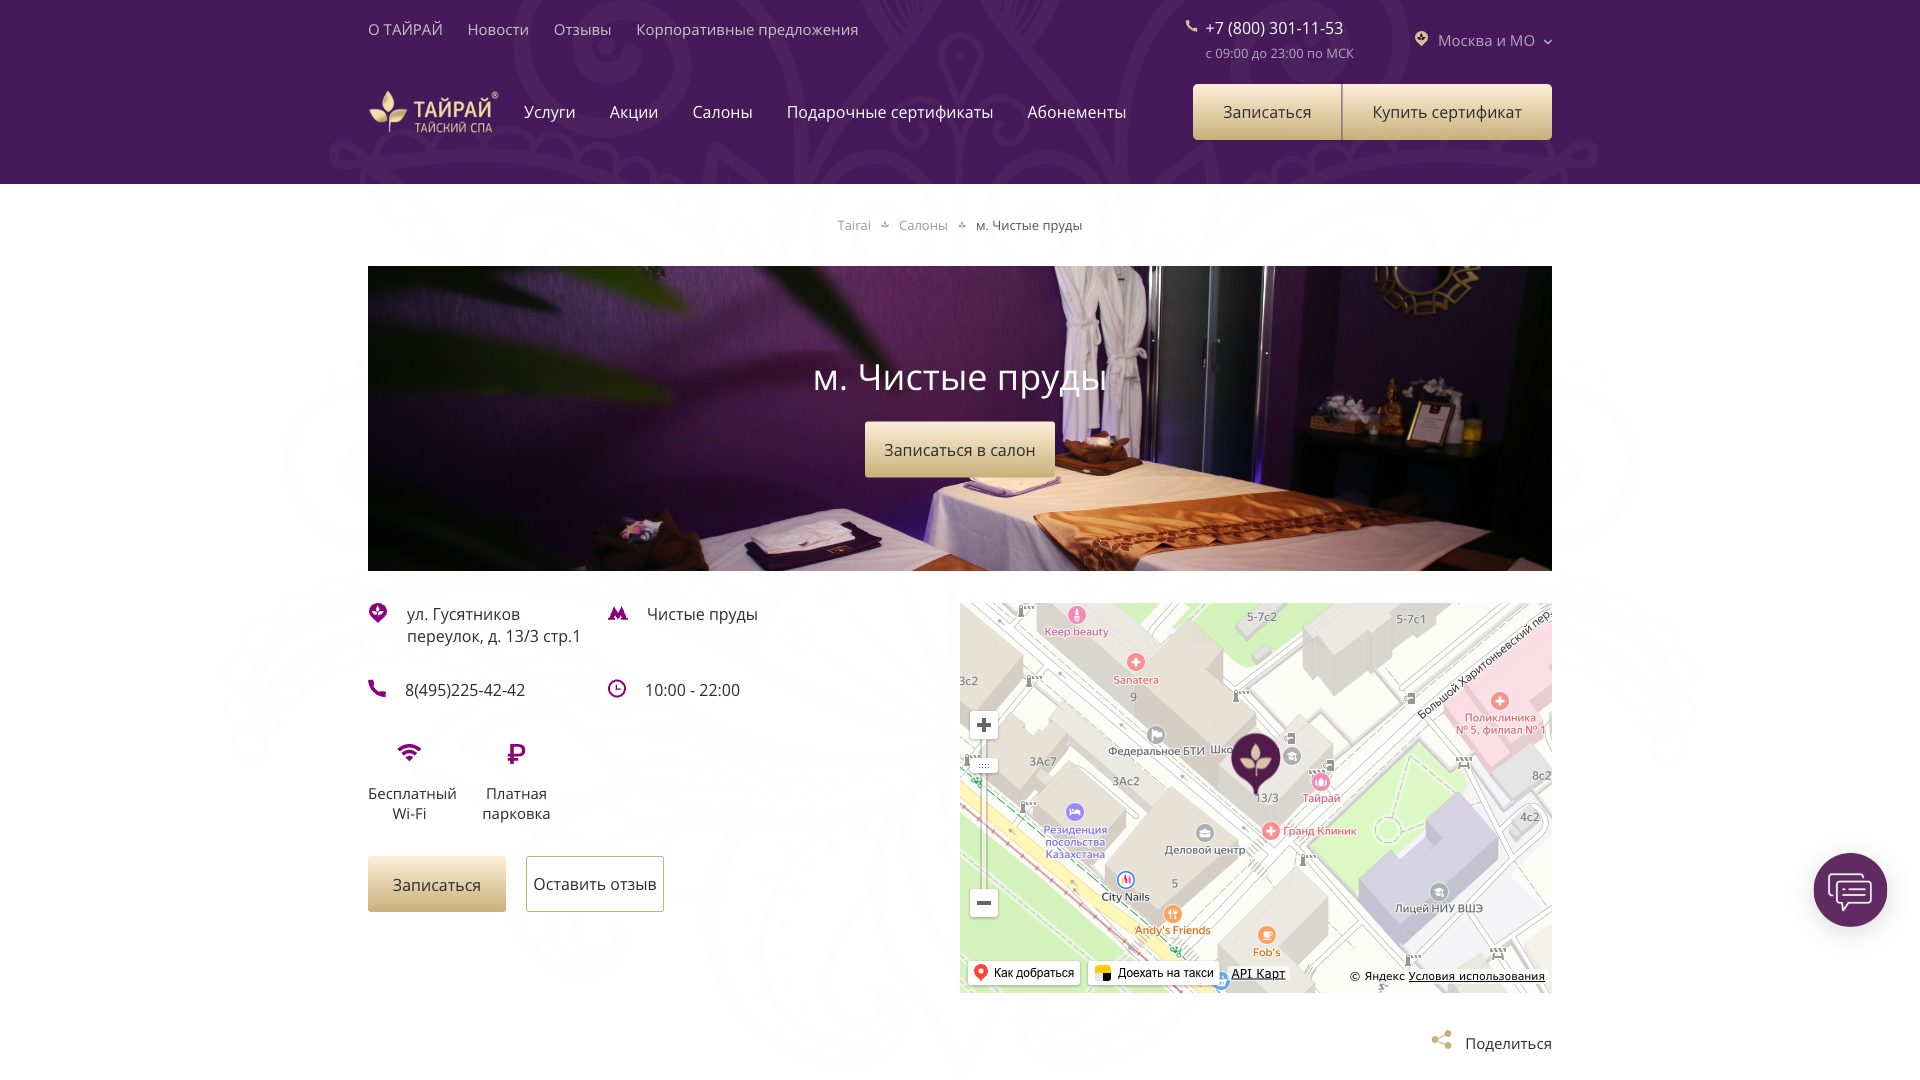 О ТАЙРАЙ
Новости
Отзывы
Корпоративные предложения
+7 (800) 301-11-53
с 09:00 до 23:00 по МСК
Москва и МО
ТАЙРАЙ®
ТАЙСКИЙ СПА
Услуги
Акции
Салоны
Подарочные сертификаты
Абонементы
Записаться
Купить сертификат
Tairai
Салоны
м. Чистые пруды
м. Чистые пруды
Записаться в салон
ул. Гусятников
переулок, д. 13/3 стр.1
Чистые пруды
8(495)225-42-42
10:00 - 22:00
Бесплатный
Wi-Fi
Платная
парковка
Записаться
Оставить отзыв
Keep beauty
5-7с2
5-7с1
Большой Харитоньевский пер.
Sanatera
9
3с2
Поликлиника
№ 5, филиал № 1
Федеральное БТИ
Шко
3Ас7
3Ас2
13/3
Тайрай
8с2
4с2
Резиденция
посольства
Казахстана
Гранд Клиник
Деловой центр
5
City Nails
Лицей НИУ ВШЭ
Andy's Friends
Fob's
Как добраться
Доехать на такси
API Карт
© Яндекс Условия использования
Поделиться